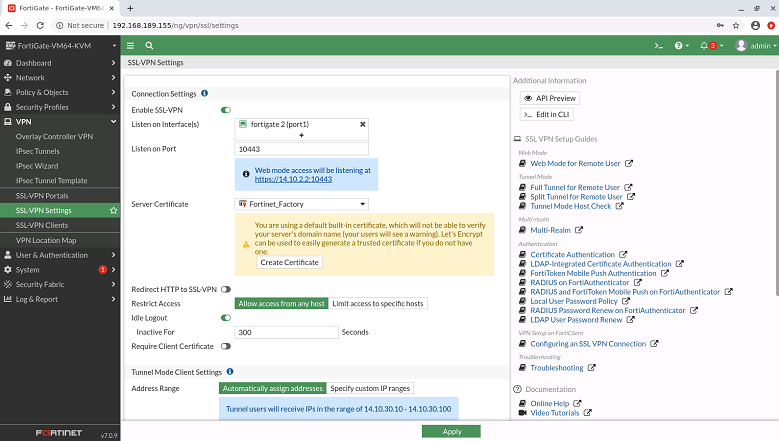 FortiGate - FortiGate-VM64-K
Not secure
192.168.189.155/ng/vpn/ssl/settings
FortiGate-VM64-KVM
3
admin
Dashboard
Network
Policy & Objects
Security Profiles
VPN
Overlay Controller VPN
IPsec Tunnels
IPsec Wizard
IPsec Tunnel Template
SSL-VPN Portals
SSL-VPN Settings
SSL-VPN Clients
VPN Location Map
User & Authentication
System
1
Security Fabric
Log & Report
FORTINET
v7.0.9
SSL-VPN Settings
Connection Settings
Enable SSL-VPN
Listen on Interface(s)
fortigate 2 (port1)
+
Listen on Port
10443
Web mode access will be listening at
https://14.10.2.2:10443
Server Certificate
Fortinet_Factory
You are using a default built-in certificate, which will not be able to verify
your server's domain name (your users will see a warning). Let's Encrypt
can be used to easily generate a trusted certificate if you do not have
one.
Create Certificate
Redirect HTTP to SSL-VPN
Restrict Access
Allow access from any host
Limit access to specific hosts
Idle Logout
Inactive For
300
Seconds
Require Client Certificate
Tunnel Mode Client Settings
Address Range
Automatically assign addresses
Specify custom IP ranges
Tunnel users will receive IPs in the range of 14.10.30.10 - 14.10.30.100
Apply
Additional Information
API Preview
>_ Edit in CLI
SSL VPN Setup Guides
Web Mode
Web Mode for Remote User
Tunnel Mode
Full Tunnel for Remote User
Split Tunnel for Remote User
Tunnel Mode Host Check
Multi-realm
Multi-Realm
Authentication
Certificate Authentication
LDAP-Integrated Certificate Authentication
FortiToken Mobile Push Authentication
RADIUS on FortiAuthenticator
RADIUS and FortiToken Mobile Push on FortiAuthenticator
Local User Password Policy
RADIUS Password Renew on FortiAuthenticator
LDAP User Password Renew
VPN Setup on FortiClient
Configuring an SSL VPN Connection
Troubleshooting
Troubleshooting
Documentation
Online Help
Video Tutorials